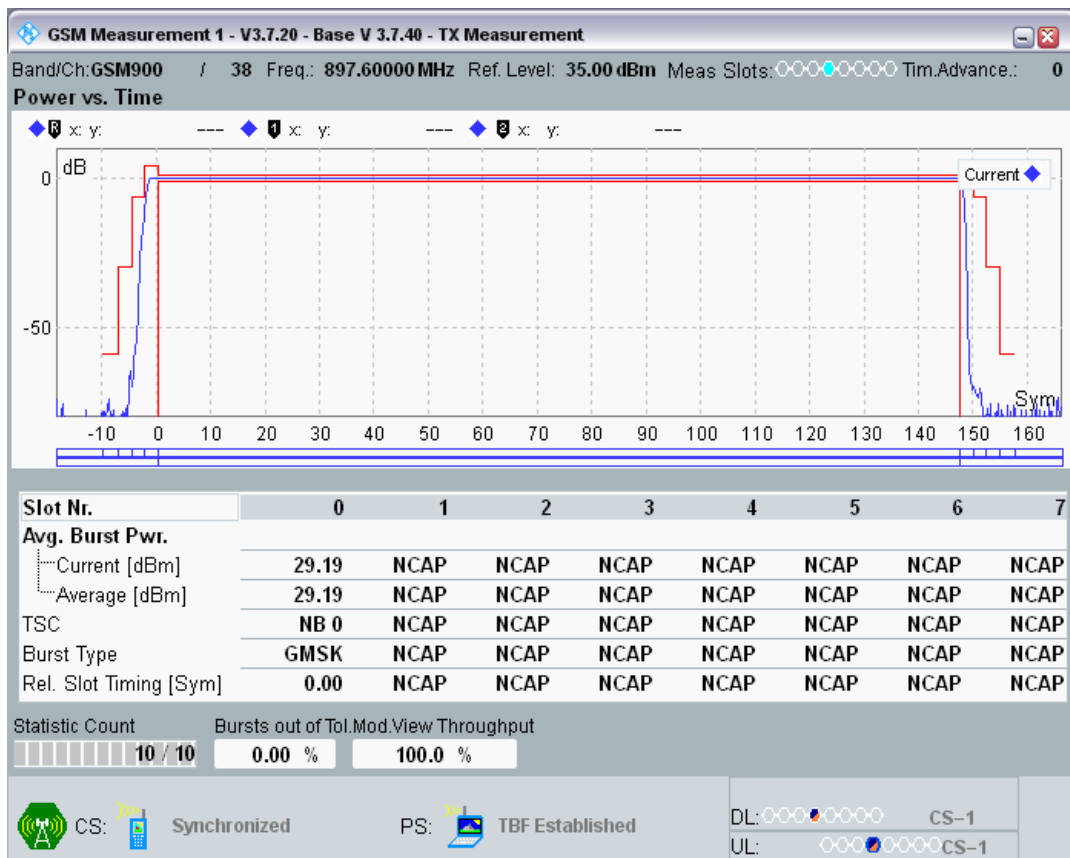 GSM Measurement 1 - V3.7.20 - Base V 3.7.40 - TX Measurement
Band/Ch:GSM900 / 38 Freq.: 897.60000 MHz Ref. Level: 35.00 dBm Meas Slots: Tim.Advance.: 0
Power vs. Time
R x: y: --- 1 x: y: --- 2 x: y: ---
dB
Current
0
-50
Sym
-10 0 10 20 30 40 50 60 70 80 90 100 110 120 130 140 150 160
Slot Nr. 0 1 2 3 4 5 6 7
Avg. Burst Pwr.
Current [dBm] 29.19 NCAP NCAP NCAP NCAP NCAP NCAP NCAP
Average [dBm] 29.19 NCAP NCAP NCAP NCAP NCAP NCAP NCAP
TSC NB 0 NCAP NCAP NCAP NCAP NCAP NCAP NCAP
Burst Type GMSK NCAP NCAP NCAP NCAP NCAP NCAP NCAP
Rel. Slot Timing [Sym] 0.00 NCAP NCAP NCAP NCAP NCAP NCAP NCAP
Statistic Count Bursts out of Tol.Mod.View Throughput
10 / 10 0.00 % 100.0 %
CS: Synchronized PS: TBF Established
DL: CS-1
UL: CS-1